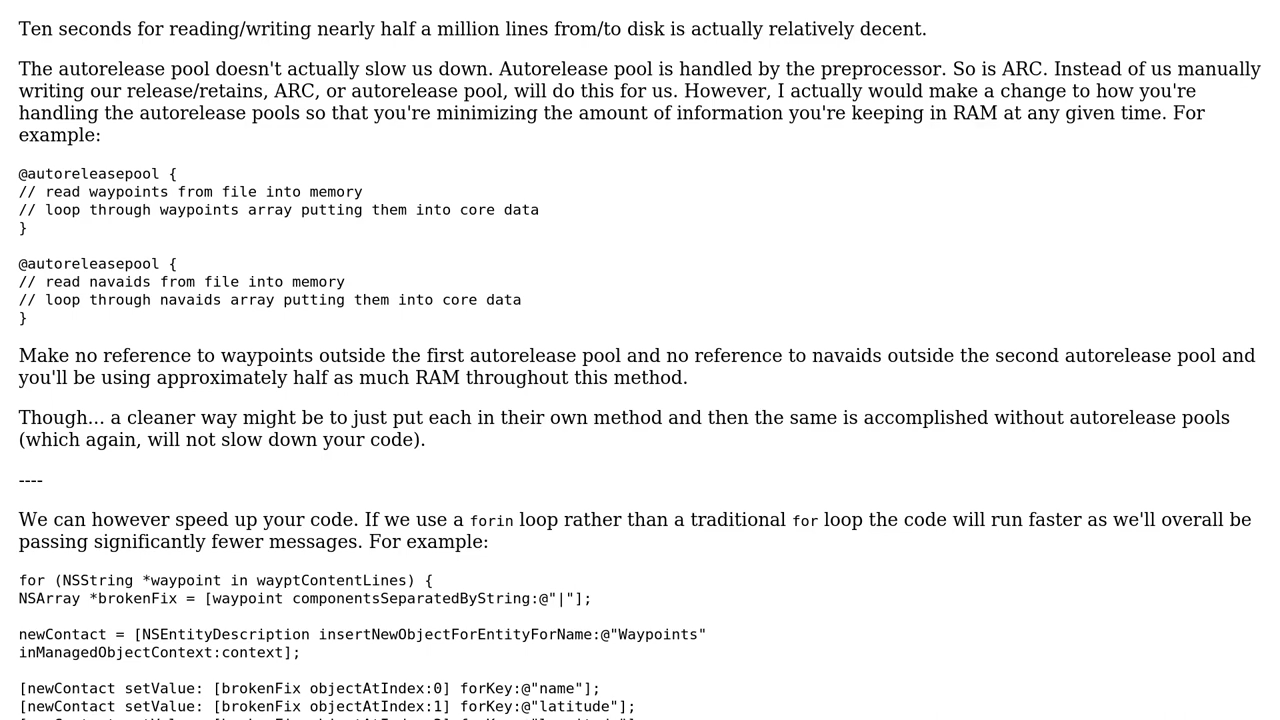 Ten seconds for reading/writing nearly half a million lines from/to disk is actually relatively decent.
The autorelease pool doesn't actually slow us down. Autorelease pool is handled by the preprocessor. So is ARC. Instead of us manually
writing our release/retains, ARC, or autorelease pool, will do this for us. However, I actually would make a change to how you're
handling the autorelease pools so that you're minimizing the amount of information you're keeping in RAM at any given time. For
example:
@autoreleasepool {
// read waypoints from file into memory
// loop through waypoints array putting them into core data
}
@autoreleasepool {
// read navaids from file into memory
// loop through navaids array putting them into core data
}
Make no reference to waypoints outside the first autorelease pool and no reference to navaids outside the second autorelease pool and
you'll be using approximately half as much RAM throughout this method.
Though... a cleaner way might be to just put each in their own method and then the same is accomplished without autorelease pools
(which again, will not slow down your code).
----
We can however speed up your code. If we use a forin loop rather than a traditional for loop the code will run faster as we'll overall be
passing significantly fewer messages. For example:
for (NSString *waypoint in wayptContentLines) {
NSArray *brokenFix = [waypoint componentsSeparatedByString:@"|"];
newContact = [NSEntityDescription insertNewObjectForEntityForName:@"Waypoints"
inManagedObjectContext:context];
[newContact setValue: [brokenFix objectAtIndex:0] forKey:@"name"];
[newContact setValue: [brokenFix objectAtIndex:1] forKey:@"latitude"];